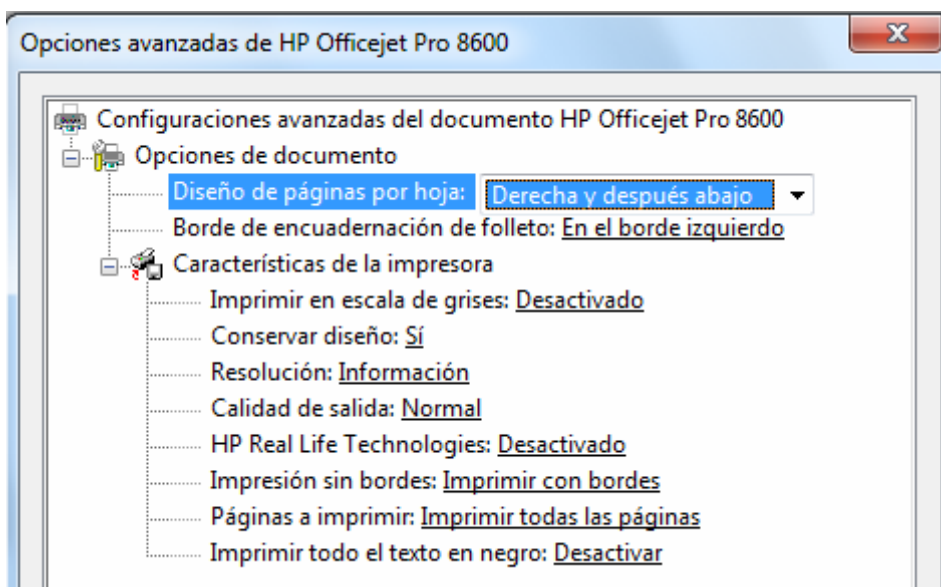 Opciones avanzadas de HP Officejet Pro 8600
Configuraciones avanzadas del documento HP Officejet Pro 8600
Opciones de documento
Diseño de páginas por hoja: Derecha y después abajo
Borde de encuadernación de folleto: En el borde izquierdo
Características de la impresora
Imprimir en escala de grises: Desactivado
Conservar diseño: Sí
Resolución: Información
Calidad de salida: Normal
HP Real Life Technologies: Desactivado
Impresión sin bordes: Imprimir con bordes
Páginas a imprimir: Imprimir todas las páginas
Imprimir todo el texto en negro: Desactivar